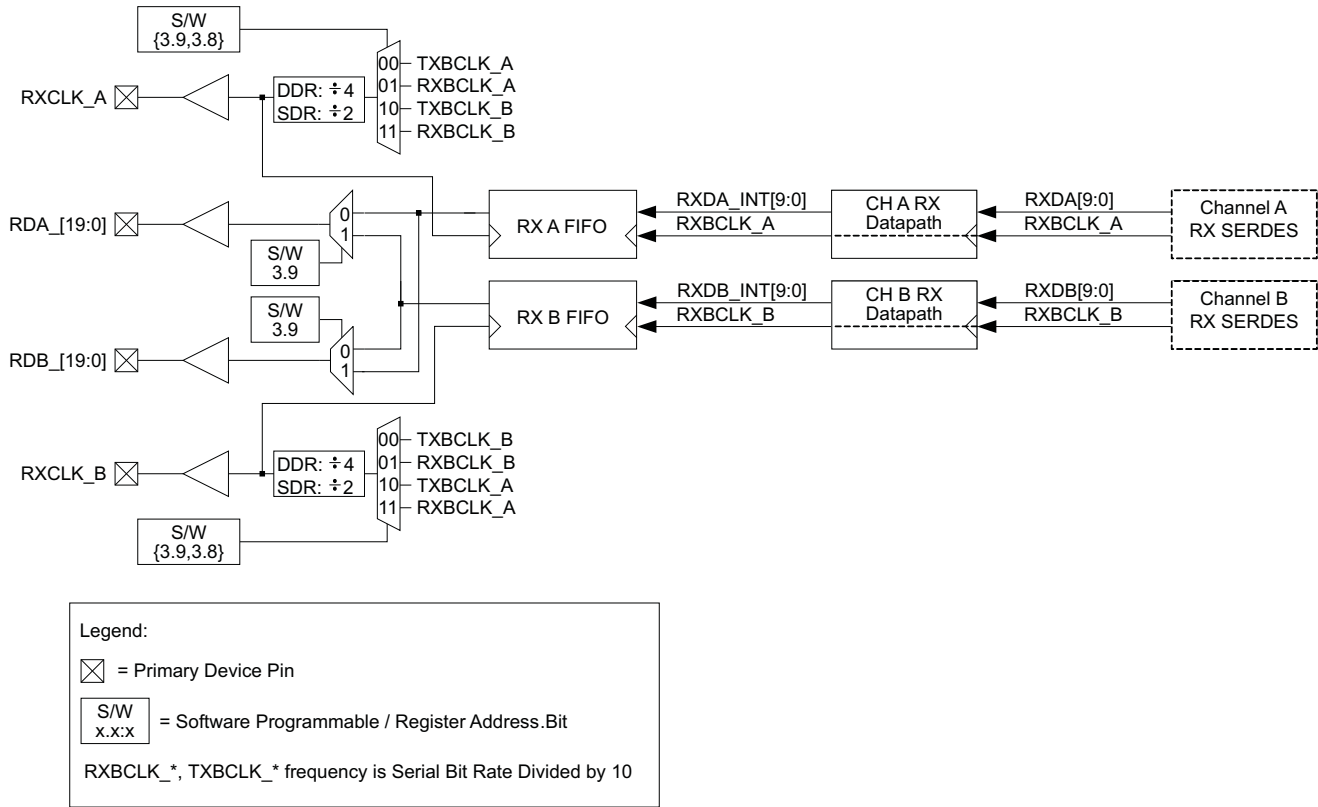 S/W
{3.9,3.8}
00 TXBCLK_A
RXCLK_A
DDR: ÷4
SDR: ÷2
01 RXBCLK_A
10 TXBCLK_B
11 RXBCLK_B
RDA_[19:0]
0
1
S/W
3.9
RX A FIFO
RXDA_INT[9:0]
RXBCLK_A
CH A RX
Datapath
RXDA[9:0]
RXBCLK_A
Channel A
RX SERDES
S/W
3.9
RX B FIFO
RXDB_INT[9:0]
RXBCLK_B
CH B RX
Datapath
RXDB[9:0]
RXBCLK_B
Channel B
RX SERDES
RDB_[19:0]
0
1
00 TXBCLK_B
RXCLK_B
DDR: ÷4
SDR: ÷2
01 RXBCLK_B
10 TXBCLK_A
11 RXBCLK_A
S/W
{3.9,3.8}
Legend:
= Primary Device Pin
S/W
x.x:x
= Software Programmable / Register Address.Bit
RXBCLK_*, TXBCLK_* frequency is Serial Bit Rate Divided by 10